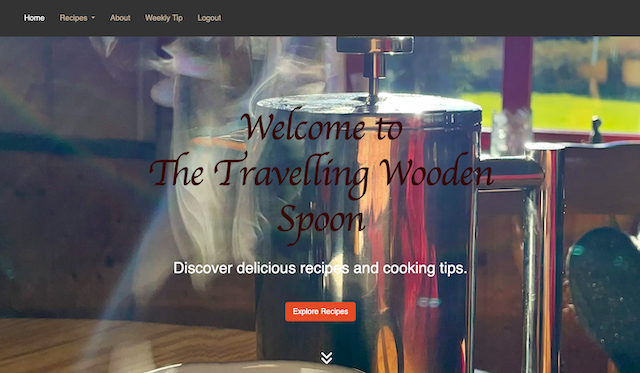 Home Recipes About Weekly Tip Logout
Welcome to
The Travelling Wooden
Spoon
Discover delicious recipes and cooking tips.
Explore Recipes